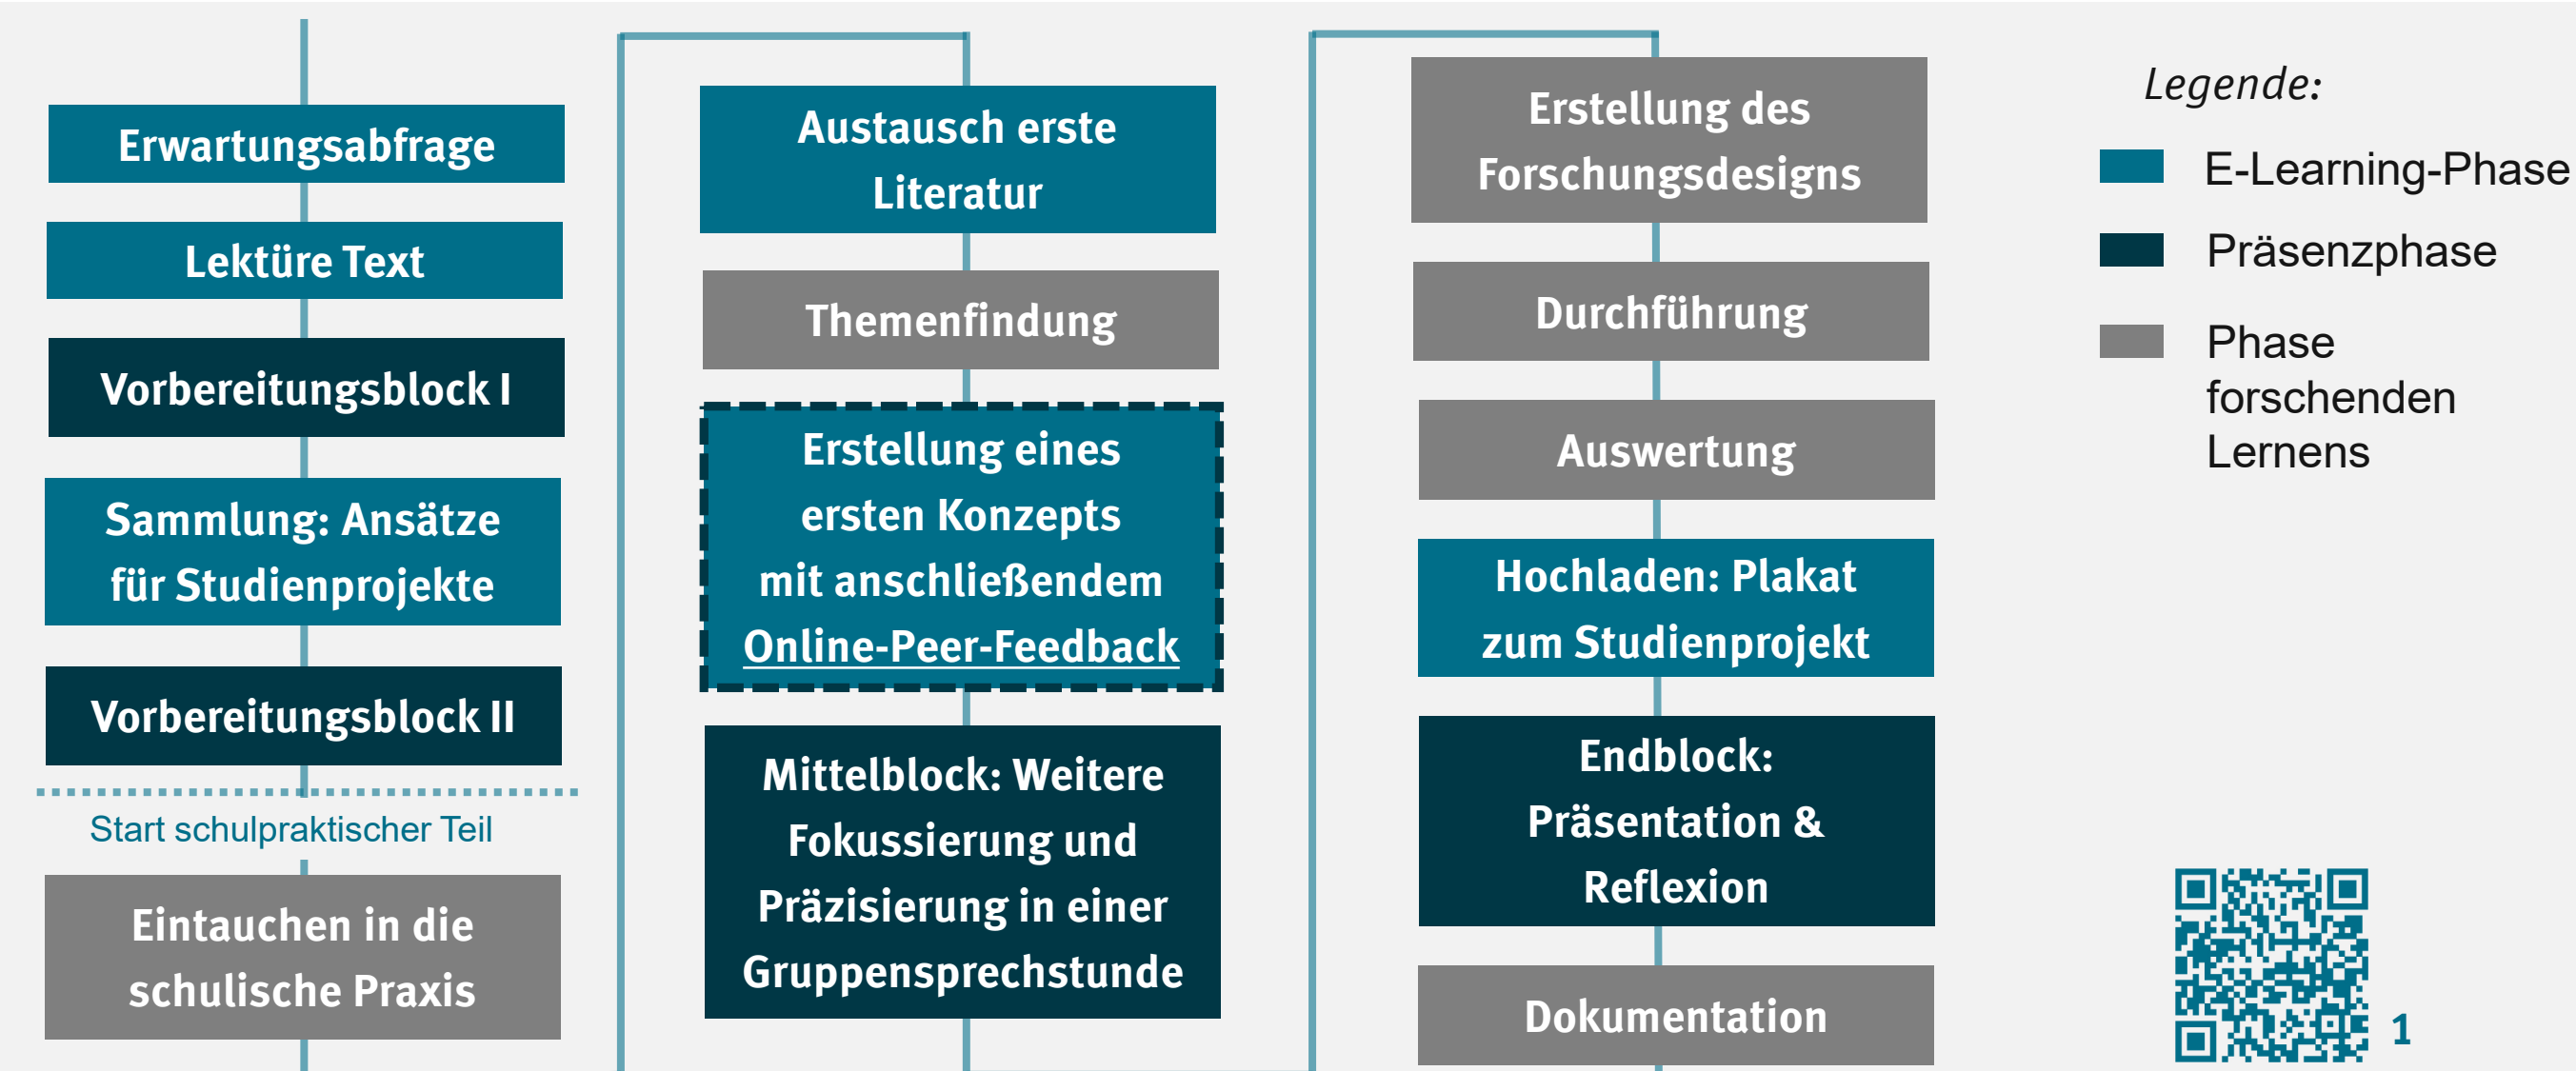 Erwartungsabfrage
Lektüre Text
Vorbereitungsblock I
Sammlung: Ansätze
für Studienprojekte
Vorbereitungsblock II
Start schulpraktischer Teil
Eintauchen in die
schulische Praxis
Austausch erste
Literatur
Themenfindung
Erstellung eines
ersten Konzepts
mit anschließendem
Online-Peer-Feedback
Mittelblock: Weitere
Fokussierung und
Präzisierung in einer
Gruppensprechstunde
Erstellung des
Forschungsdesigns
Durchführung
Auswertung
Hochladen: Plakat
zum Studienprojekt
Endblock:
Präsentation &
Reflexion
Dokumentation
Legende:
E-Learning-Phase
Präsenzphase
Phase
forschenden
Lernens
1